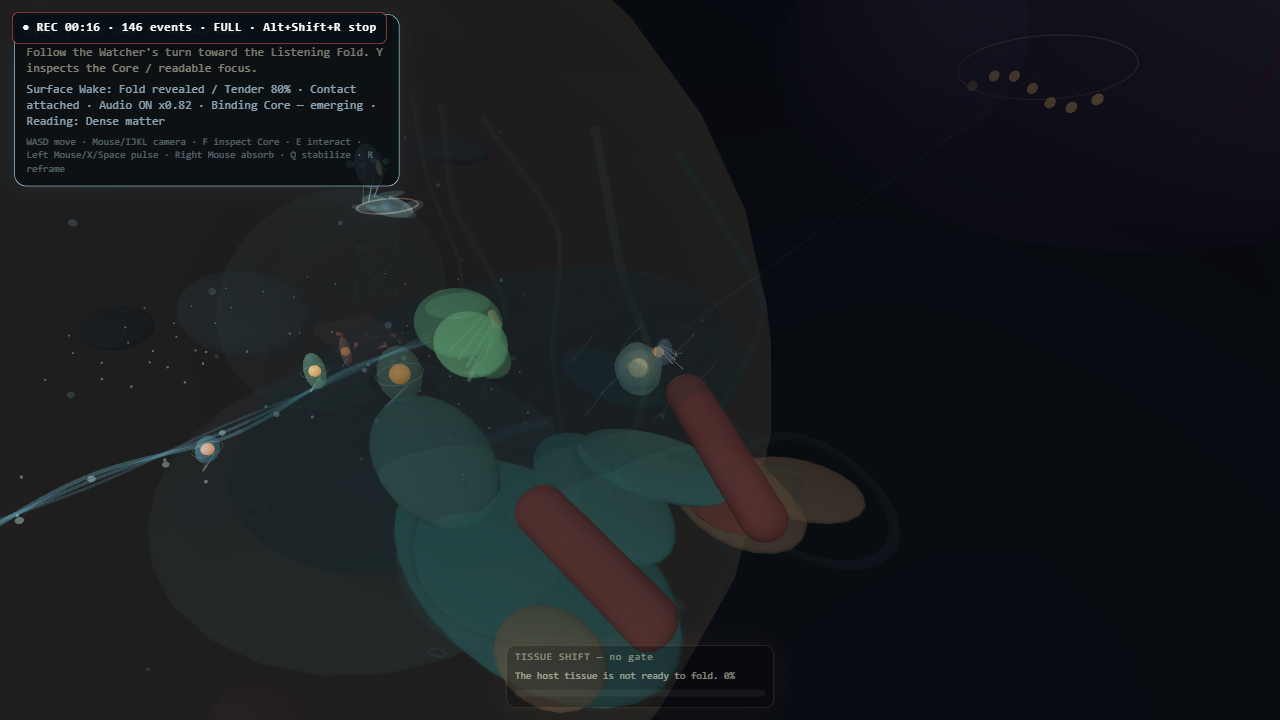 ● REC 00:16 · 146 events · FULL · Alt+Shift+R stop
Follow the Watcher's turn toward the Listening Fold. Y
inspects the Core / readable focus.
Surface Wake: Fold revealed / Tender 80% · Contact
attached · Audio ON x0.82 · Binding Core — emerging ·
Reading: Dense matter
WASD move · Mouse/IJKL camera · F inspect Core · E interact ·
Left Mouse/X/Space pulse · Right Mouse absorb · Q stabilize · R
reframe
TISSUE SHIFT — no gate
The host tissue is not ready to fold. 0%